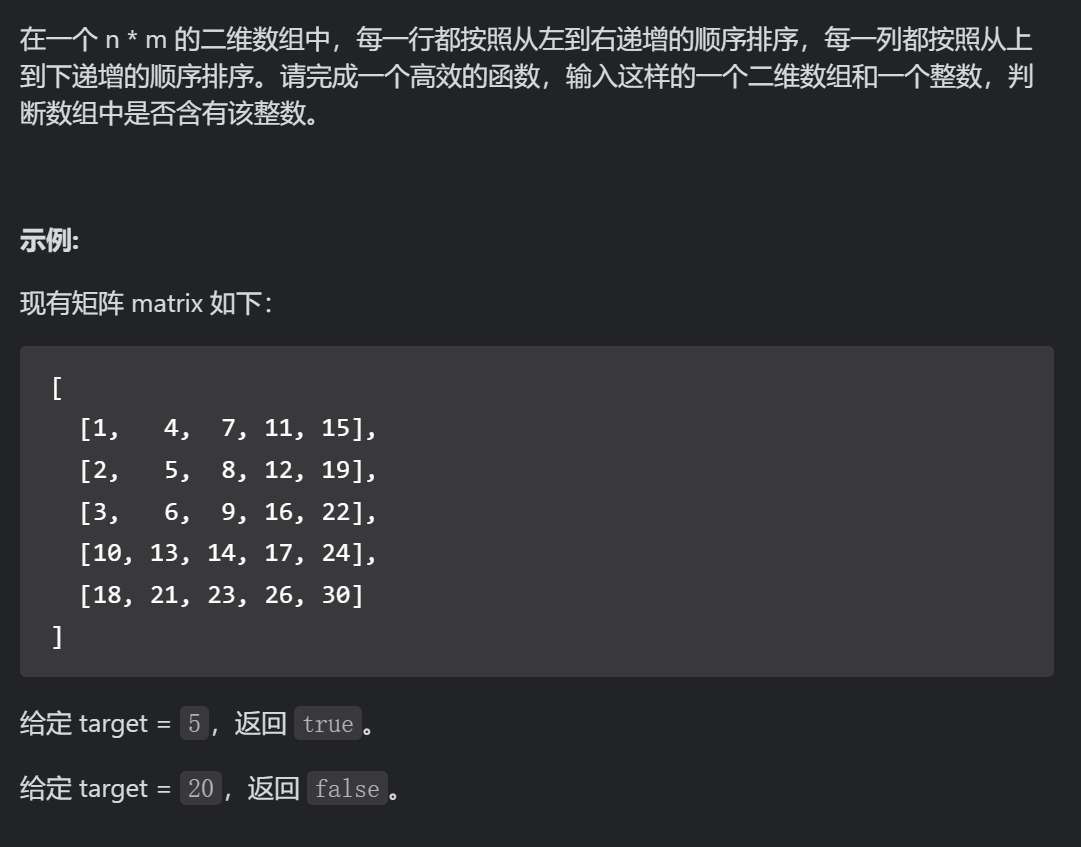 在一个 n * m 的二维数组中，每一行都按照从左到右递增的顺序排序，每一列都按照从上
到下递增的顺序排序。请完成一个高效的函数，输入这样的一个二维数组和一个整数，判
断数组中是否含有该整数。
示例:
现有矩阵 matrix 如下：
[
[1,   4,  7, 11, 15],
[2,   5,  8, 12, 19],
[3,   6,  9, 16, 22],
[10, 13, 14, 17, 24],
[18, 21, 23, 26, 30]
]
给定 target = 5，返回 true。
给定 target = 20，返回 false。